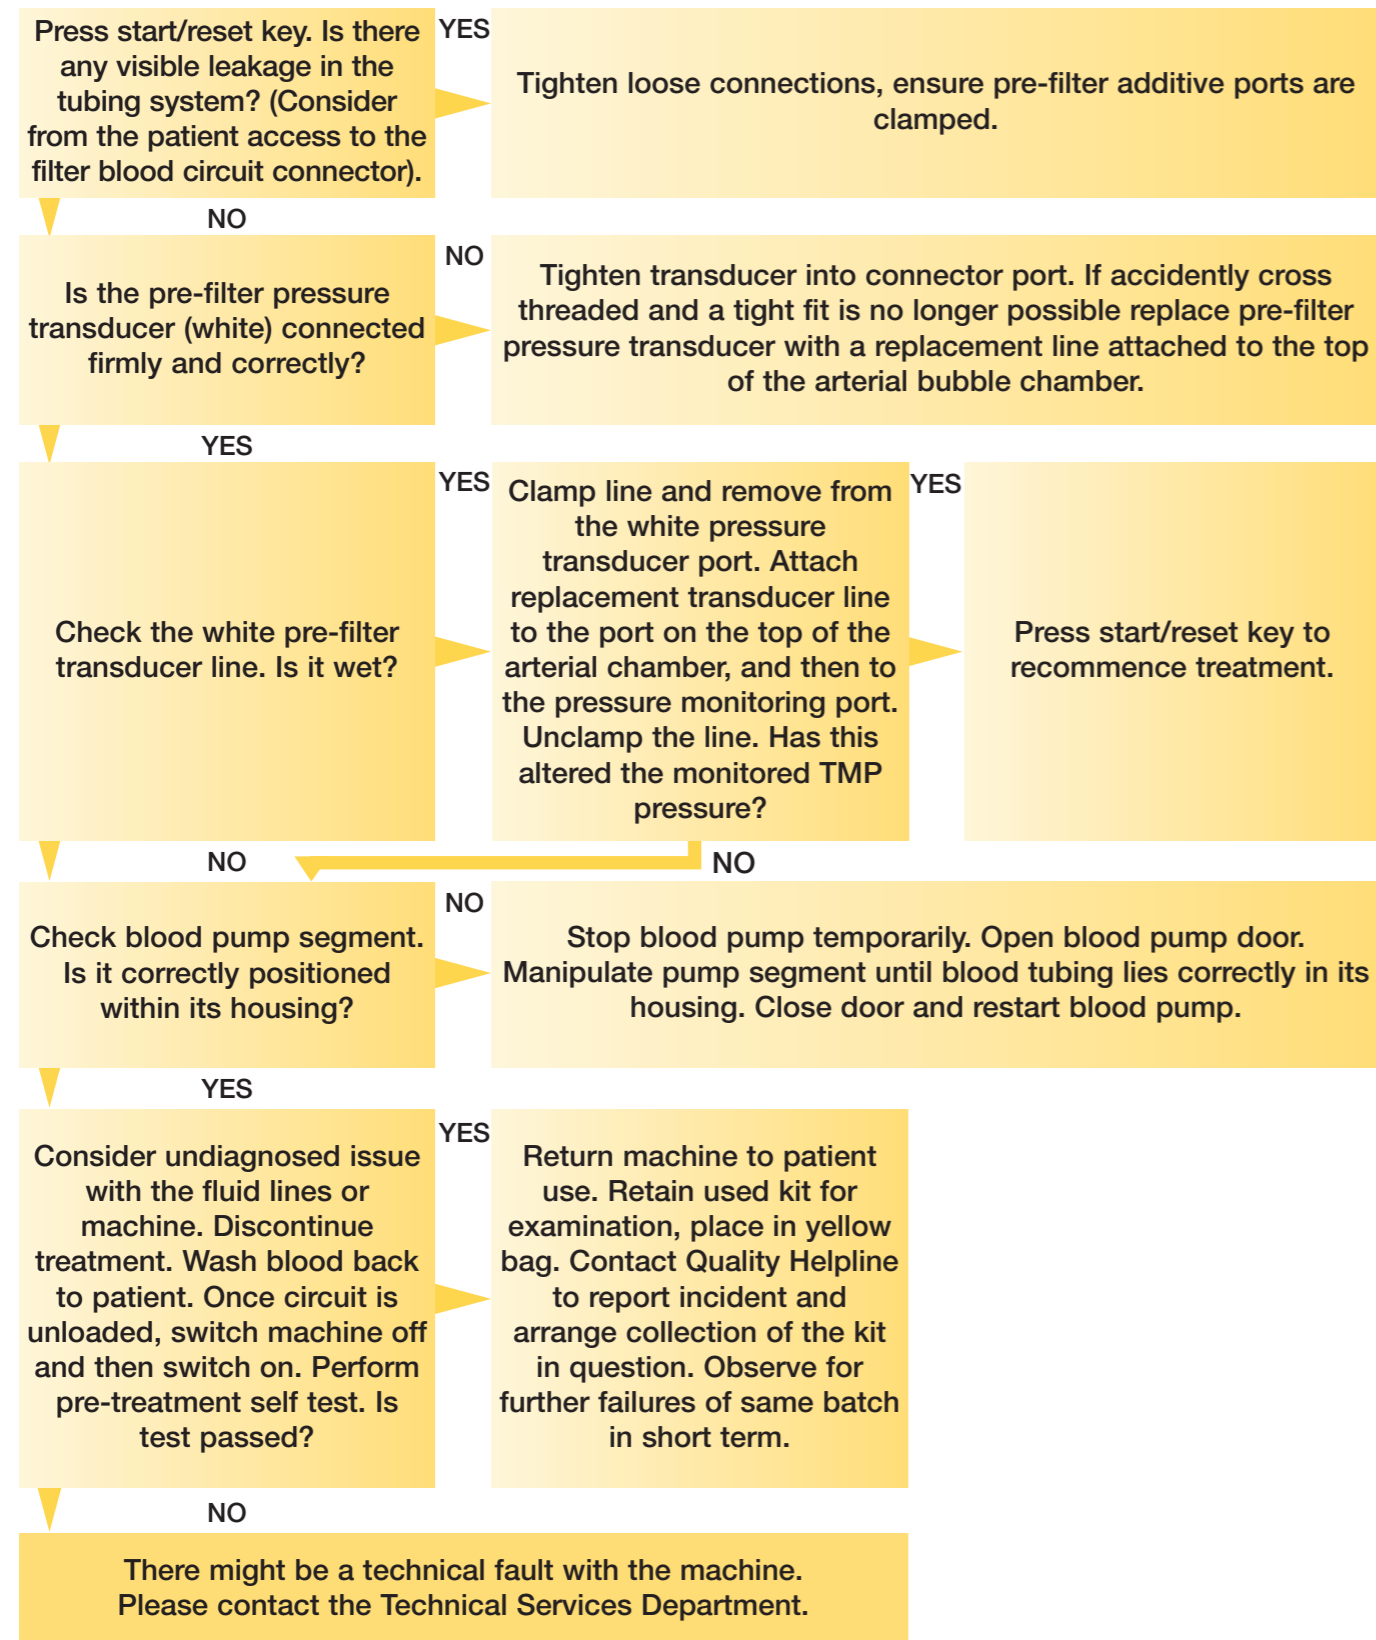 Press start/reset key. Is there
any visible leakage in the
tubing system? (Consider
from the patient access to the
filter blood circuit connector).
YES
Tighten loose connections, ensure pre-filter additive ports are
clamped.
NO
Is the pre-filter pressure
transducer (white) connected
firmly and correctly?
NO
Tighten transducer into connector port. If accidently cross
threaded and a tight fit is no longer possible replace pre-filter
pressure transducer with a replacement line attached to the top
of the arterial bubble chamber.
YES
Check the white pre-filter
transducer line. Is it wet?
YES
Clamp line and remove from
the white pressure
transducer port. Attach
replacement transducer line
to the port on the top of the
arterial chamber, and then to
the pressure monitoring port.
Unclamp the line. Has this
altered the monitored TMP
pressure?
YES
Press start/reset key to
recommence treatment.
NO
NO
Check blood pump segment.
Is it correctly positioned
within its housing?
NO
Stop blood pump temporarily. Open blood pump door.
Manipulate pump segment until blood tubing lies correctly in its
housing. Close door and restart blood pump.
YES
Consider undiagnosed issue
with the fluid lines or
machine. Discontinue
treatment. Wash blood back
to patient. Once circuit is
unloaded, switch machine off
and then switch on. Perform
pre-treatment self test. Is
test passed?
YES
Return machine to patient
use. Retain used kit for
examination, place in yellow
bag. Contact Quality Helpline
to report incident and
arrange collection of the kit
in question. Observe for
further failures of same batch
in short term.
NO
There might be a technical fault with the machine.
Please contact the Technical Services Department.